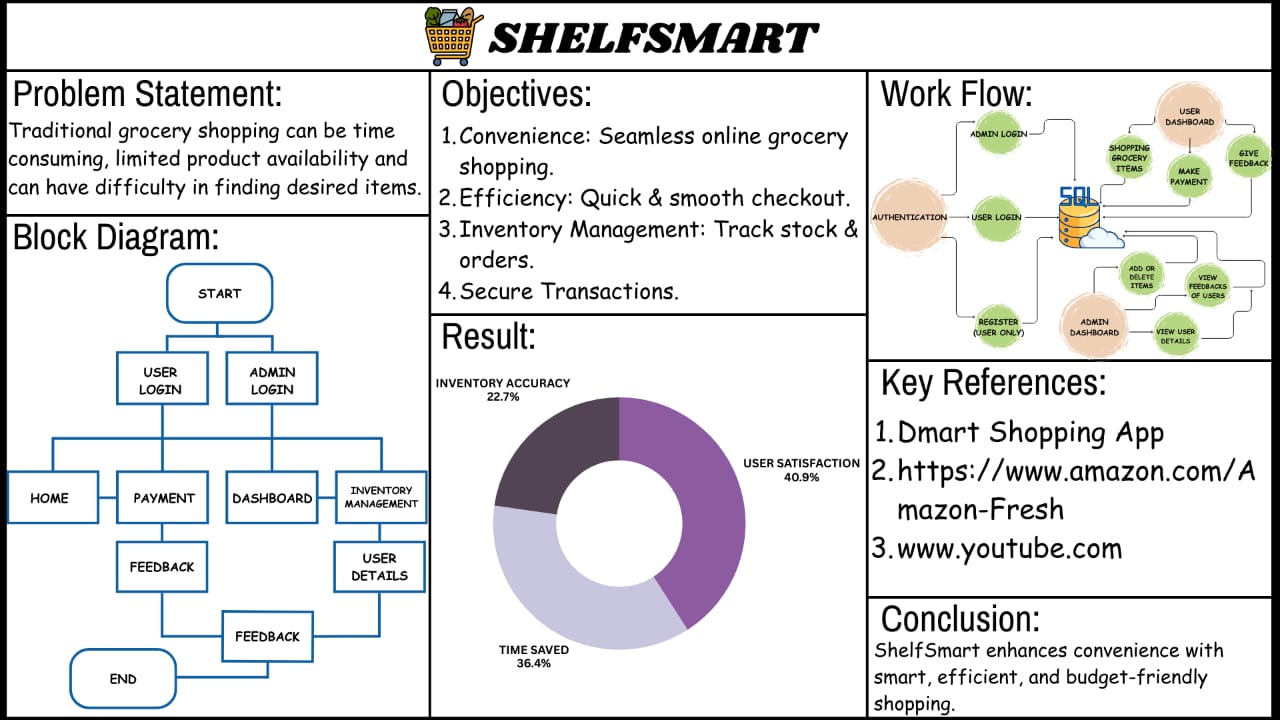 SHELFSMART
Problem Statement:
Traditional grocery shopping can be time
consuming, limited product availability and
can have difficulty in finding desired items.
Block Diagram:
START
USER
LOGIN
ADMIN
LOGIN
HOME
PAYMENT
DASHBOARD
INVENTORY
MANAGEMENT
FEEDBACK
USER
DETAILS
FEEDBACK
END
Objectives:
1. Convenience: Seamless online grocery
shopping.
2. Efficiency: Quick & smooth checkout.
3. Inventory Management: Track stock &
orders.
4. Secure Transactions.
Result:
INVENTORY ACCURACY
22.7%
USER SATISFACTION
40.9%
TIME SAVED
36.4%
Work Flow:
USER
DASHBOARD
ADMIN LOGIN
SHOPPING
GROCERY
ITEMS
GIVE
FEEDBACK
MAKE
PAYMENT
SQL
AUTHENTICATION
USER LOGIN
ADD OR
DELETE
ITEMS
VIEW
FEEDBACKS
OF USERS
REGISTER
(USER ONLY)
ADMIN
DASHBOARD
VIEW USER
DETAILS
Key References:
1. Dmart Shopping App
2. https://www.amazon.com/A
mazon-Fresh
3. www.youtube.com
Conclusion:
ShelfSmart enhances convenience with
smart, efficient, and budget-friendly
shopping.